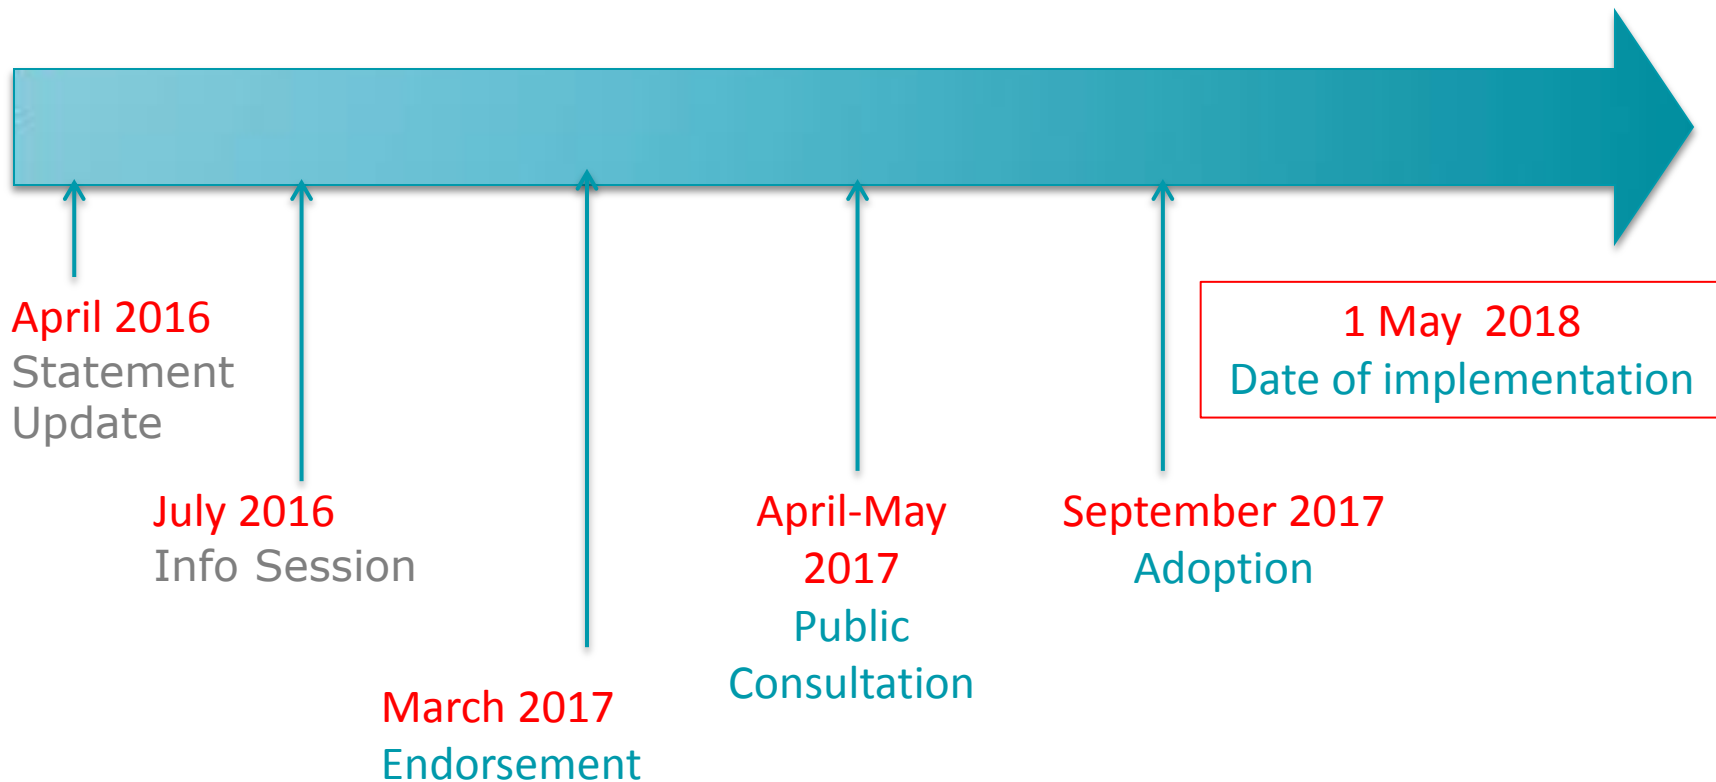 April 2016
Statement
Update
July 2016
Info Session
March 2017
Endorsement
April-May
2017
Public
Consultation
September 2017
Adoption
1 May 2018
Date of implementation